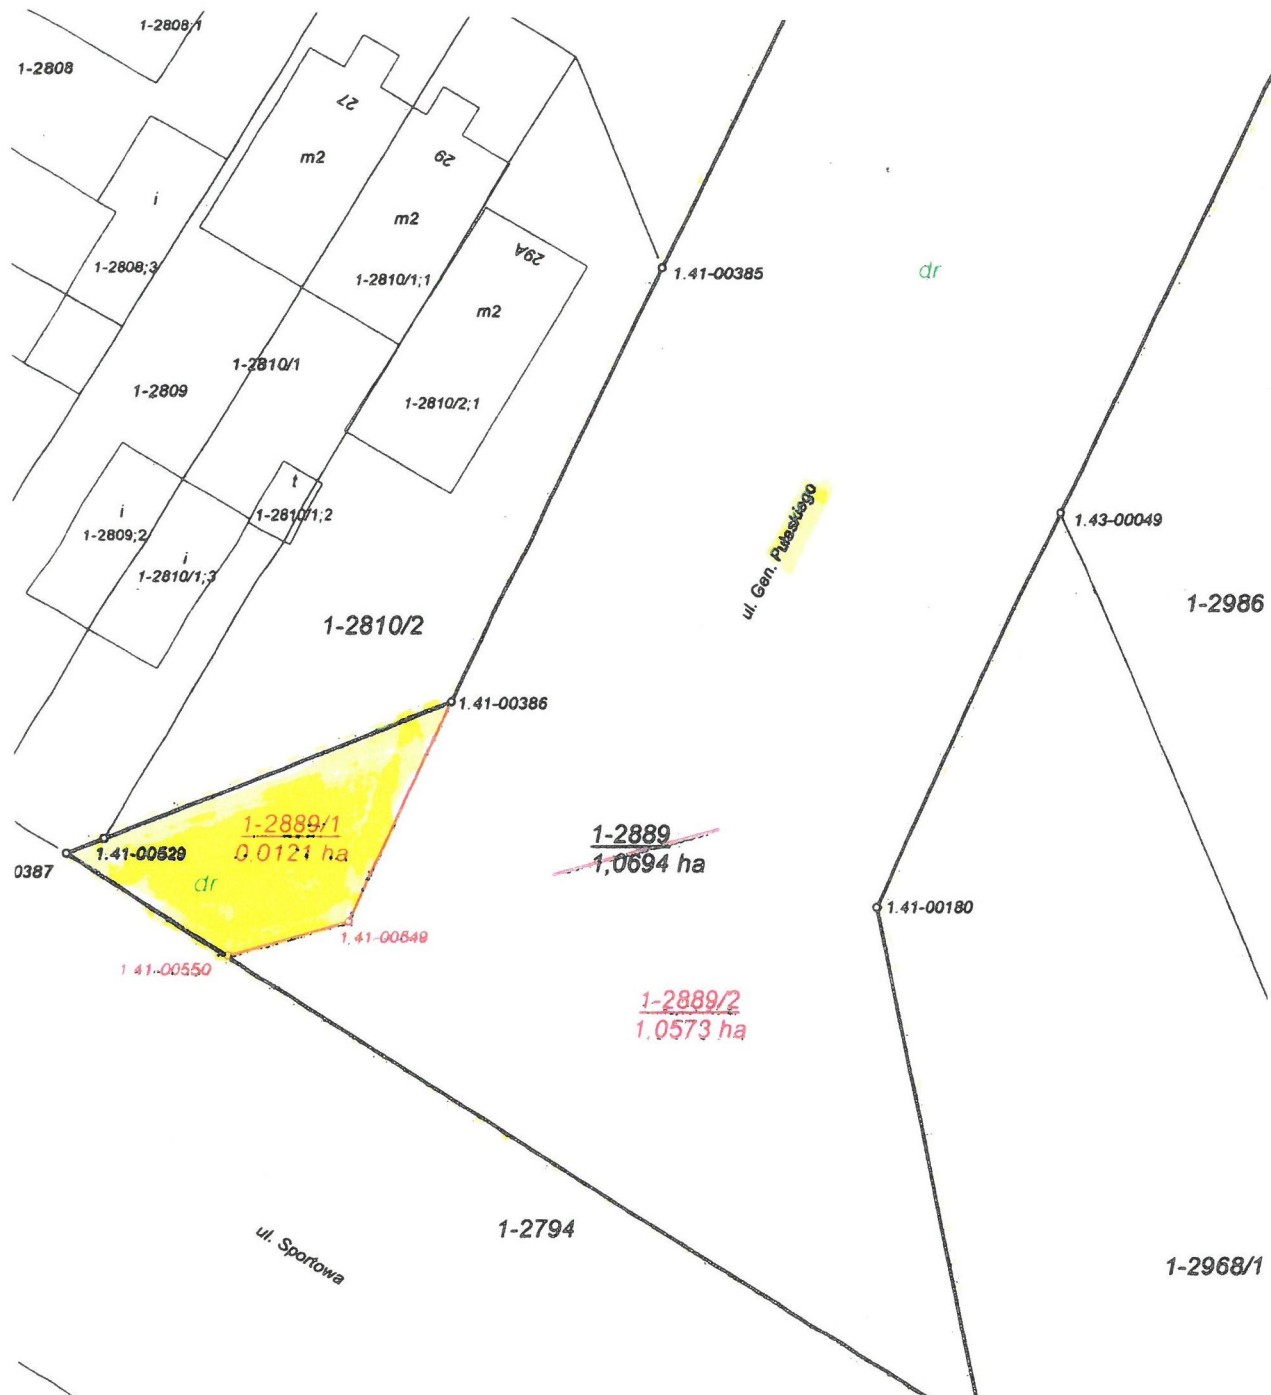 1-2808;1
1-2808
27
m2
29
i
m2
29A
1-2808;3
1-2810/1;1
1.41-00385
dr
m2
1-2810/1
1-2809
1-2810/2;1
t
ul. Gen. Pułaskiego
i
1-2810/1;2
1.43-00049
1-2809;2
i
1-2810/1;3
1-2986
1-2810/2
1.41-00386
1-2889/1
0.0121 ha
1-2889
1,0694 ha
1.41-00529
0387
dr
1.41-00180
1.41-00549
1.41-00550
1-2889/2
1,0573 ha
1-2794
ul. Sportowa
1-2968/1